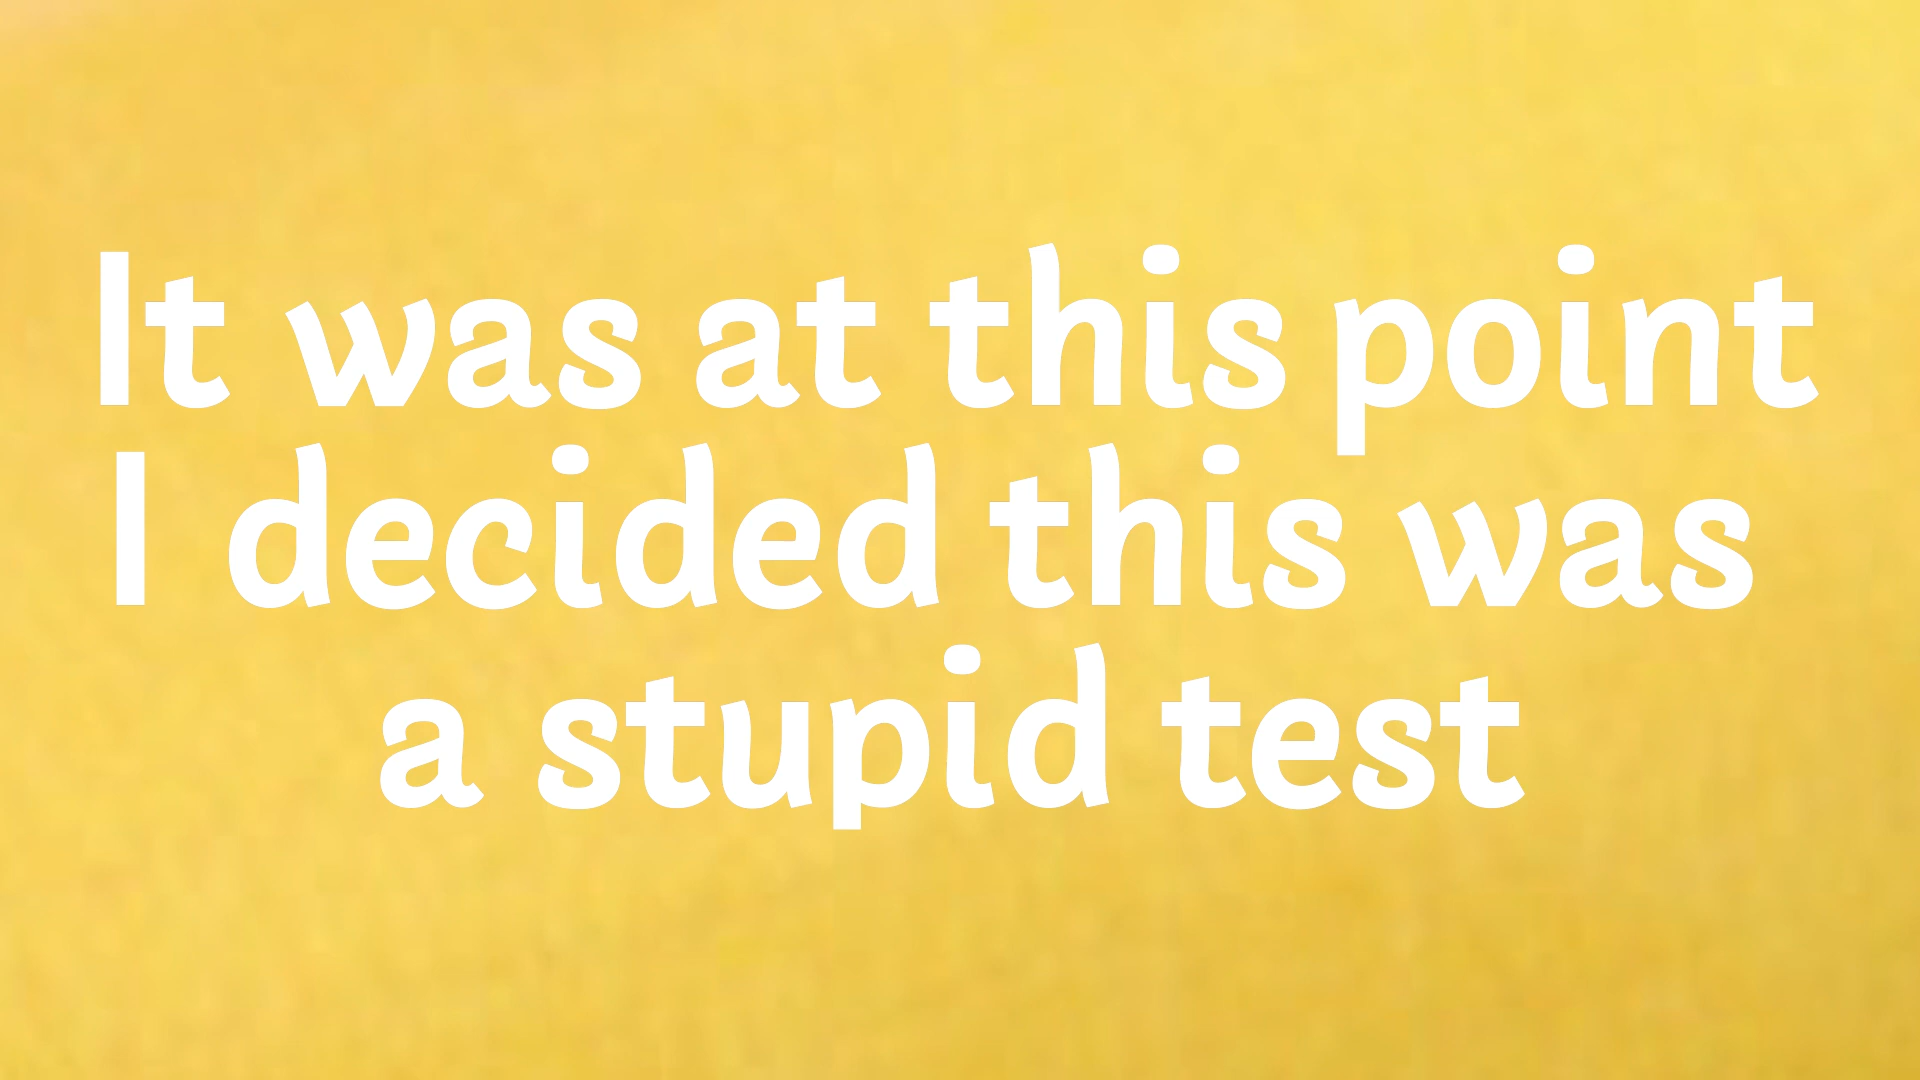 It was at this point
I decided this was
a stupid test